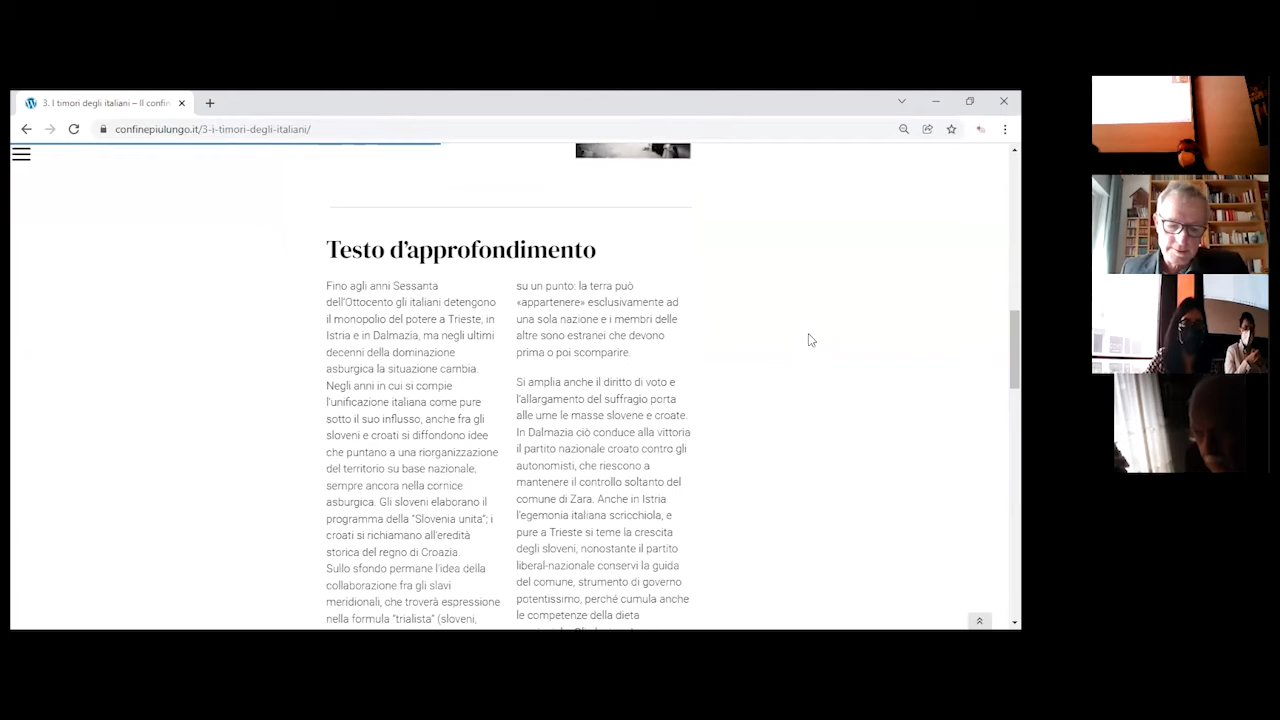 3. I timori degli italiani – Il confin
confinepiulungo.it/3-i-timori-degli-italiani/
Testo d'approfondimento
Fino agli anni Sessanta
dell'Ottocento gli italiani detengono
il monopolio del potere a Trieste, in
Istria e in Dalmazia, ma negli ultimi
decenni della dominazione
asburgica la situazione cambia.
Negli anni in cui si compie
l'unificazione italiana come pure
sotto il suo influsso, anche fra gli
sloveni e croati si diffondono idee
che puntano a una riorganizzazione
del territorio su base nazionale,
sempre ancora nella cornice
asburgica. Gli sloveni elaborano il
programma della "Slovenia unita"; i
croati si richiamano all'eredità
storica del regno di Croazia.
Sullo sfondo permane l'idea della
collaborazione fra gli slavi
meridionali, che troverà espressione
nella formula "trialista" (sloveni,
su un punto: la terra può
«appartenere» esclusivamente ad
una sola nazione e i membri delle
altre sono estranei che devono
prima o poi scomparire.
Si amplia anche il diritto di voto e
l'allargamento del suffragio porta
alle urne le masse slovene e croate.
In Dalmazia ciò conduce alla vittoria
il partito nazionale croato contro gli
autonomisti, che riescono a
mantenere il controllo soltanto del
comune di Zara. Anche in Istria
l'egemonia italiana scricchiola, e
pure a Trieste si teme la crescita
degli sloveni, nonostante il partito
liberal-nazionale conservi la guida
del comune, strumento di governo
potentissimo, perché cumula anche
le competenze della dieta